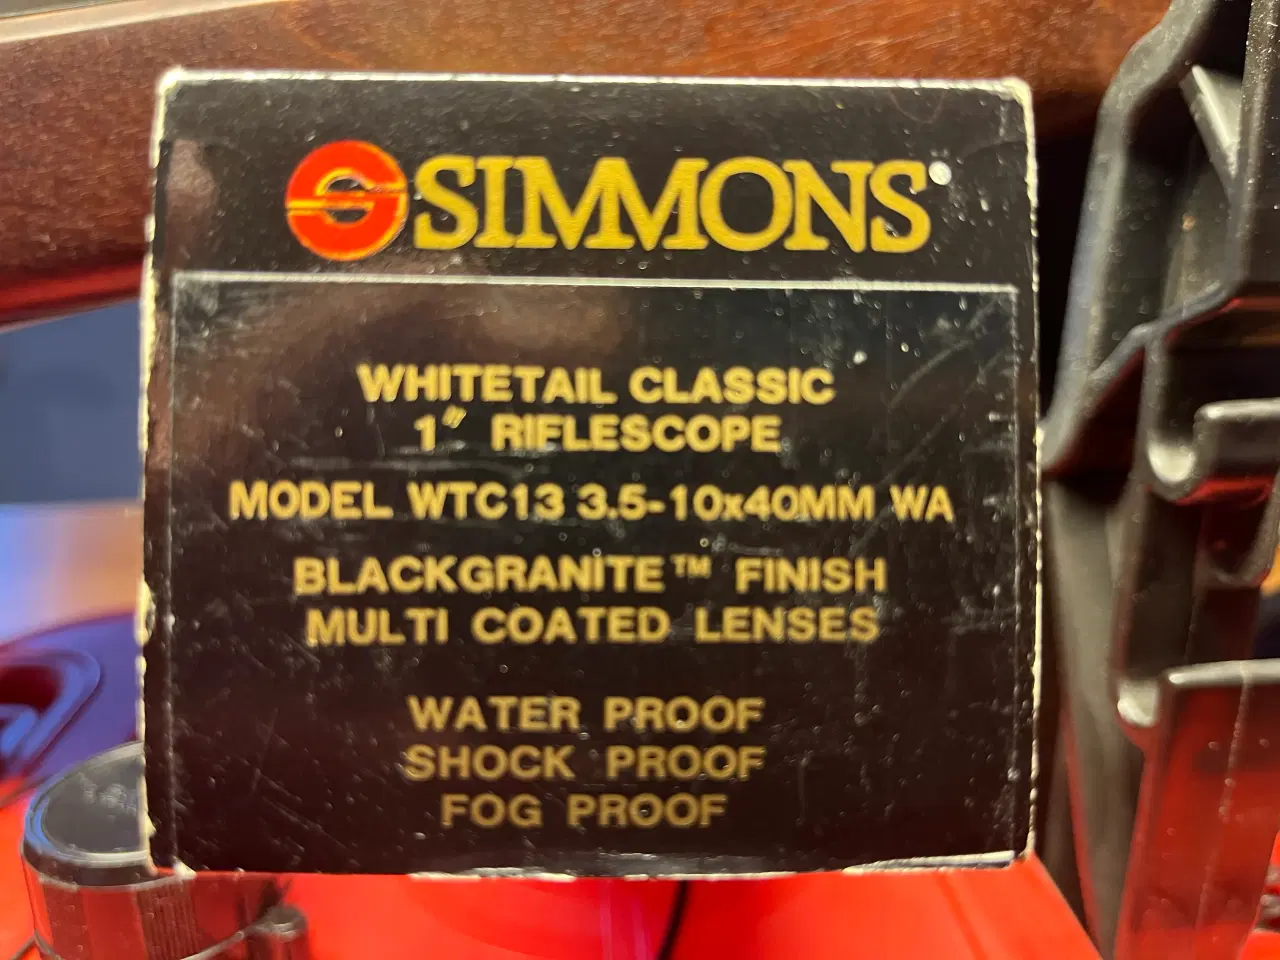 SIMMONS®
WHITETAIL CLASSIC
1" RIFLESCOPE
MODEL WTC13 3.5-10x40MM WA
BLACKGRANITE™ FINISH
MULTI COATED LENSES
WATER PROOF
SHOCK PROOF
FOG PROOF